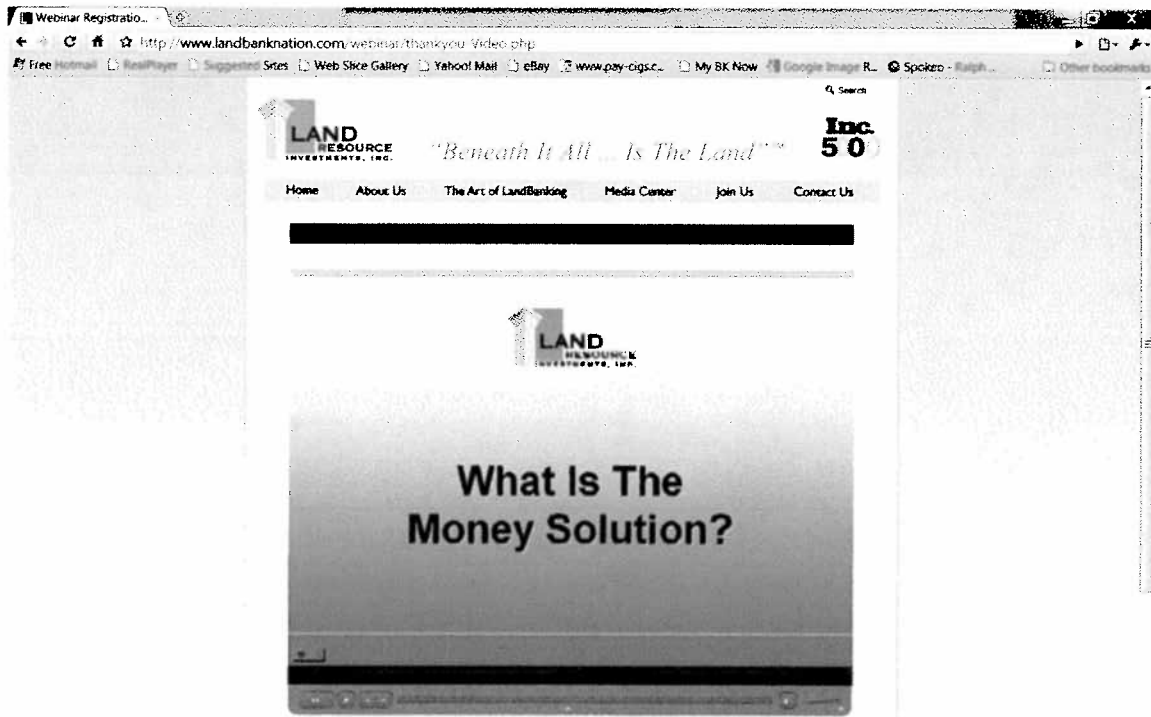 Webinar Registratio...
http://www.landbanknation.com/webinar/thankyou_Video.php
Free Hotmail RealPlayer Suggested Sites Web Slice Gallery Yahoo! Mail eBay www.pay-cigs.c... My BK Now Google Image R... Spokeo - Ralph ... Other bookmarks
Search
LAND
RESOURCE
INVESTMENTS, INC.
"Beneath It All ... Is The Land"™
Inc.
50
Home About Us The Art of LandBanking Media Center Join Us Contact Us
LAND
RESOURCE
INVESTMENTS, INC.
What Is The
Money Solution?